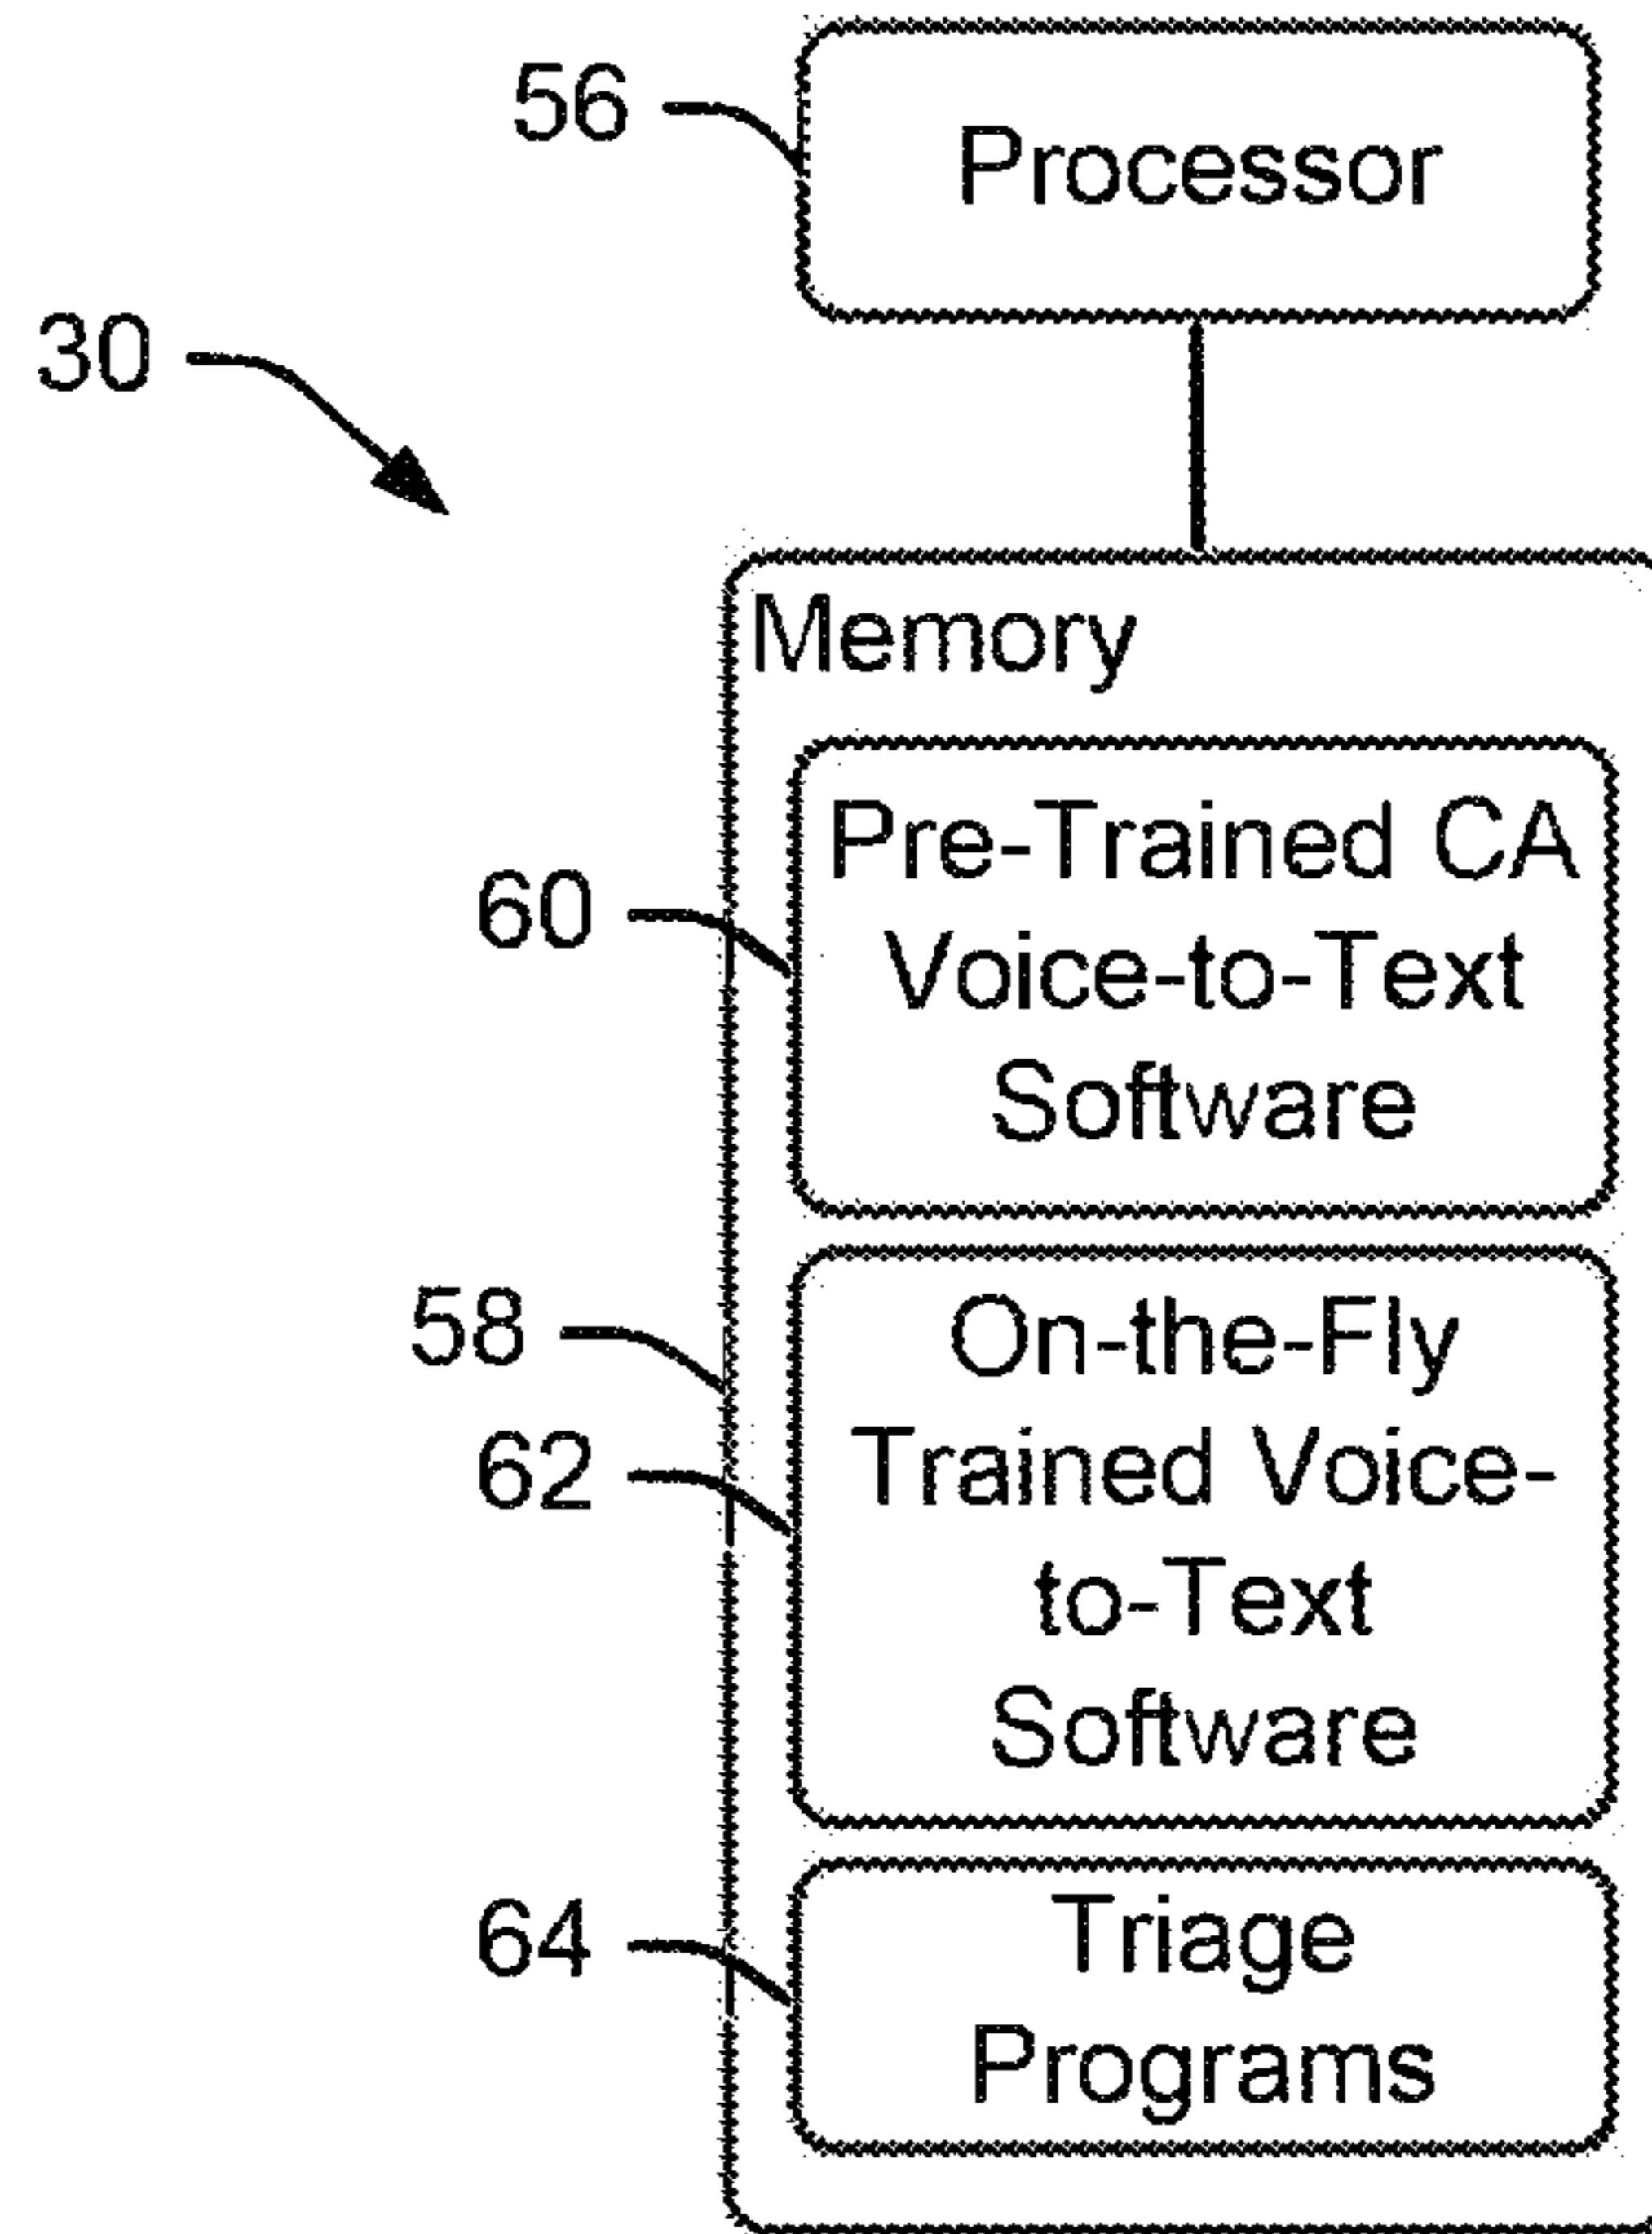 56
Processor
30
Memory
Pre-Trained CA
60
Voice-to-Text
Software
58
On-the-Fly
62
Trained Voice-
to-Text
Software
64
Triage
Programs